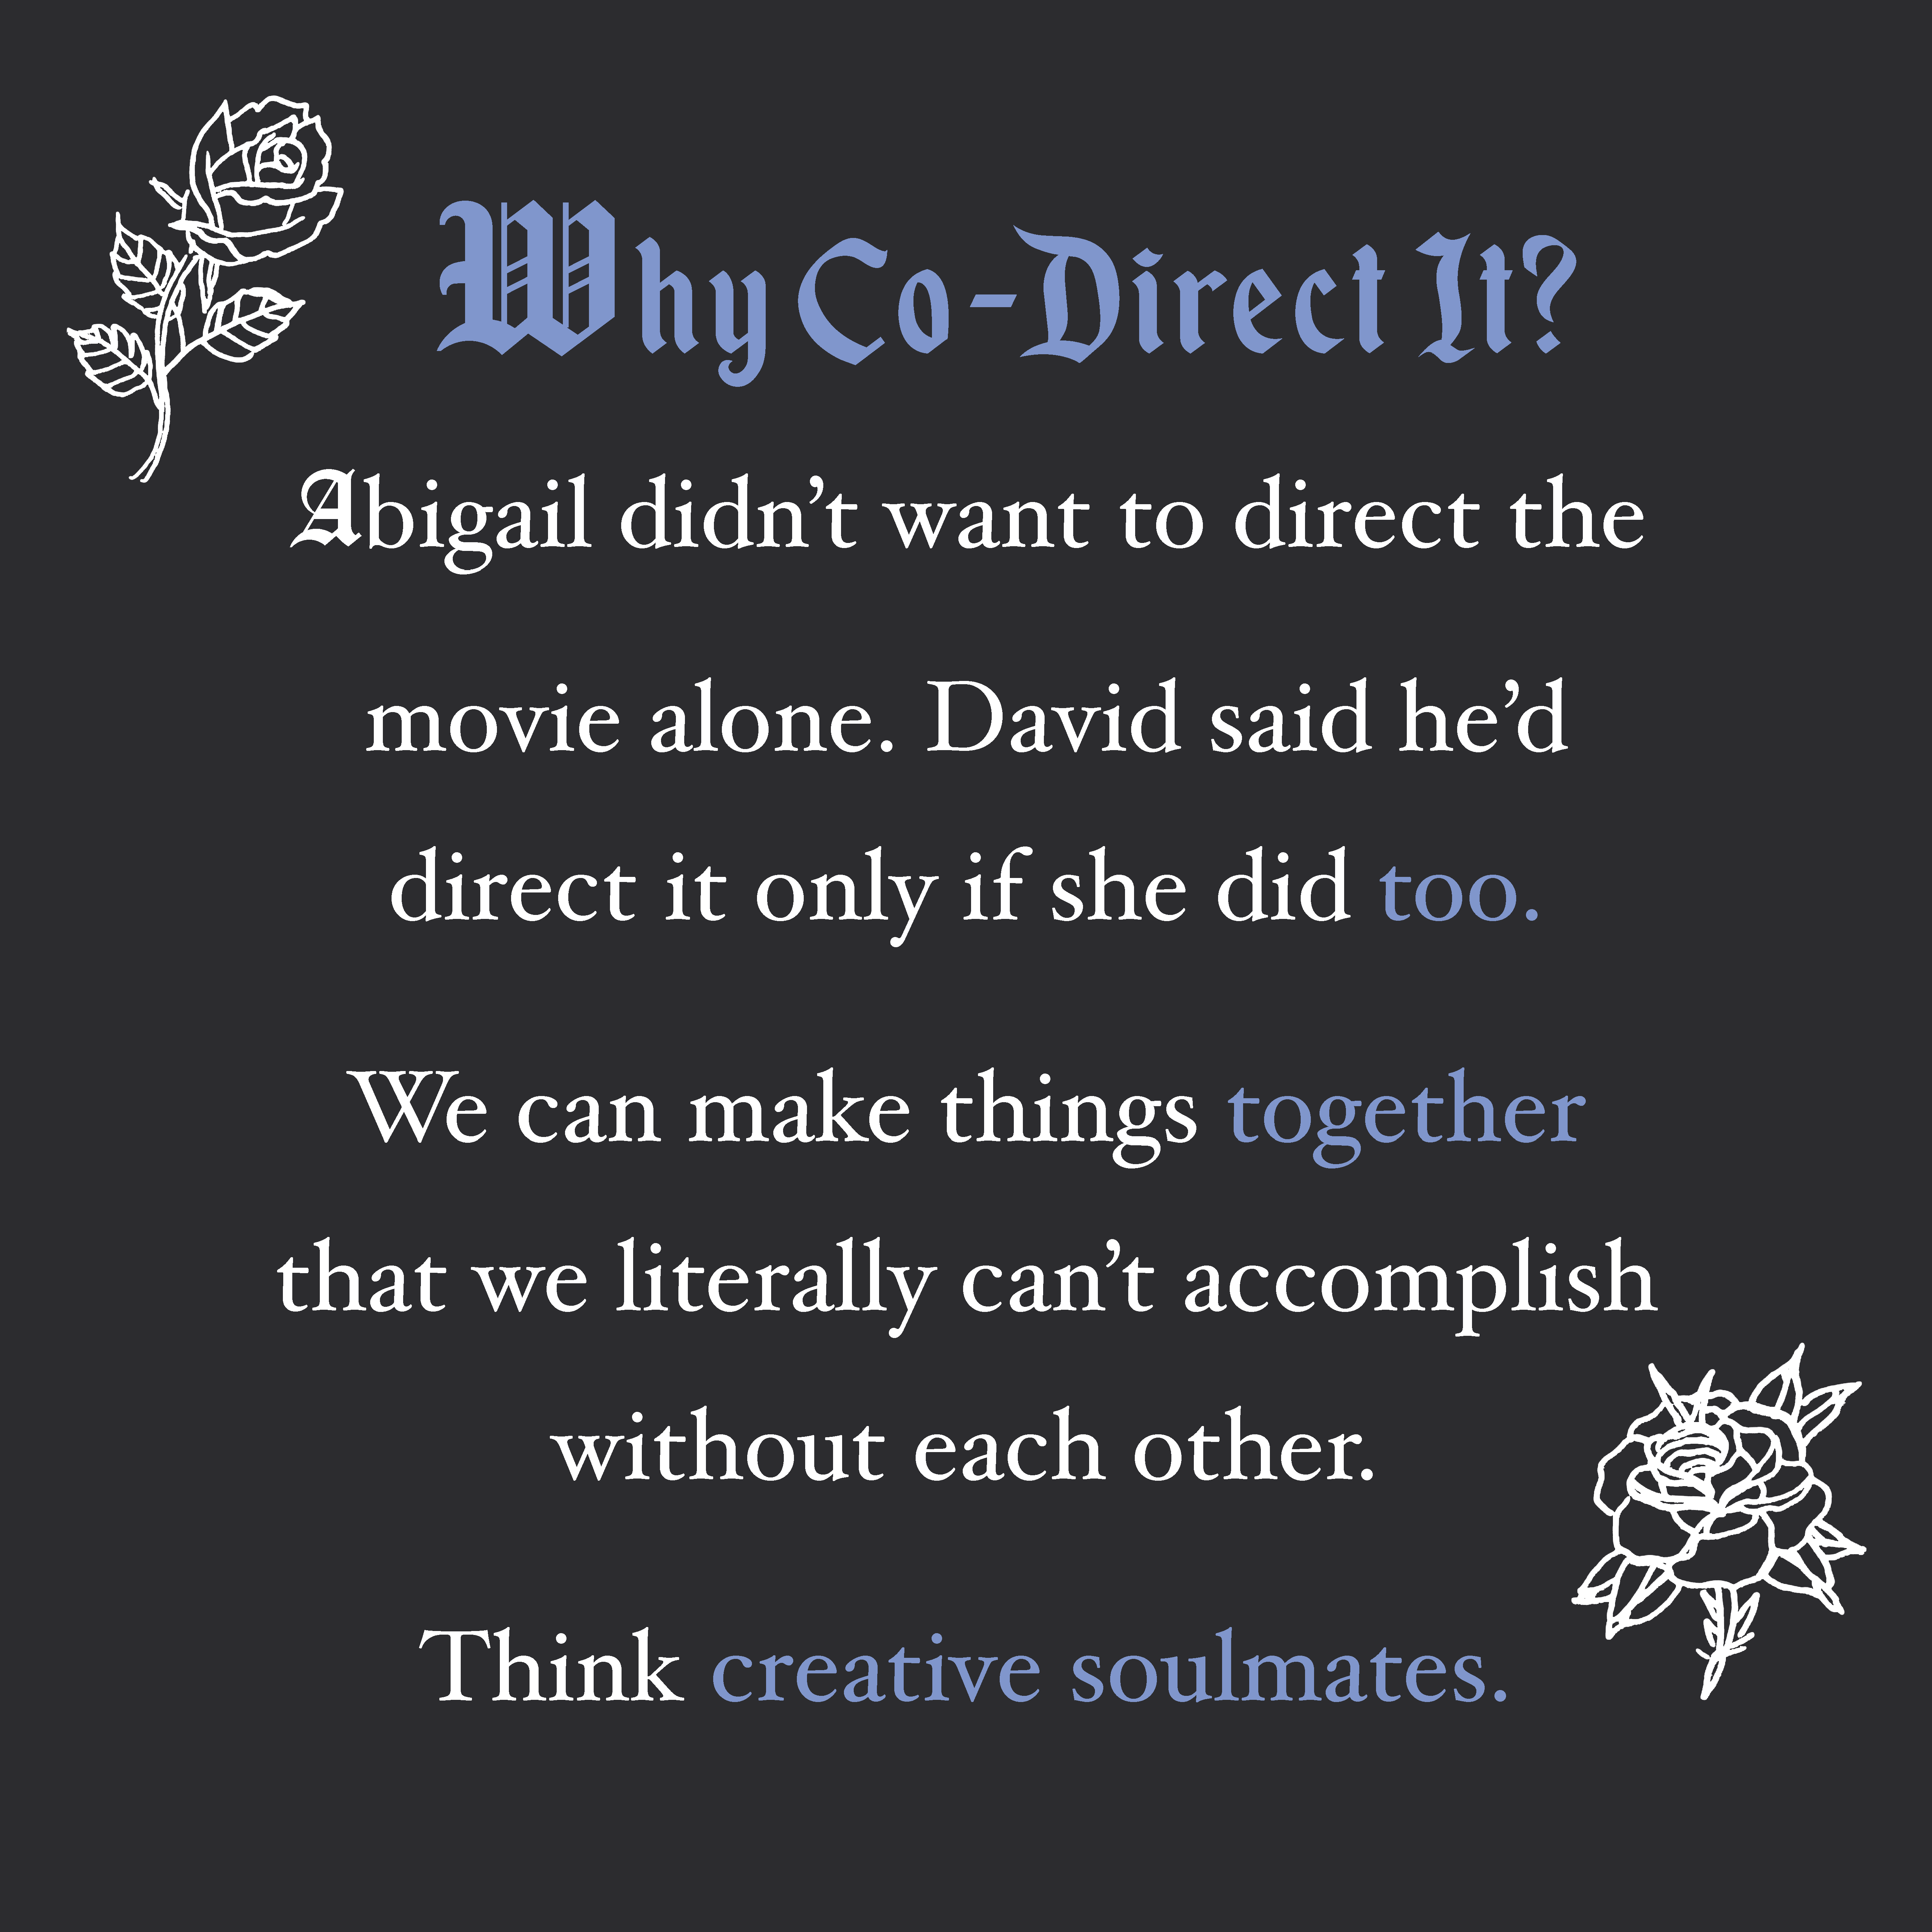 Why Co-Direct It?
Abigail didn’t want to direct the
movie alone. David said he’d
direct it only if she did too.
We can make things together
that we literally can’t accomplish
without each other.
Think creative soulmates.